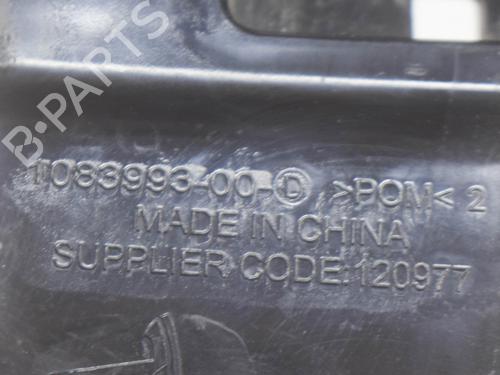 B-PARTS
1083993-00-D >POM< 2
MADE IN CHINA
SUPPLIER CODE:120977